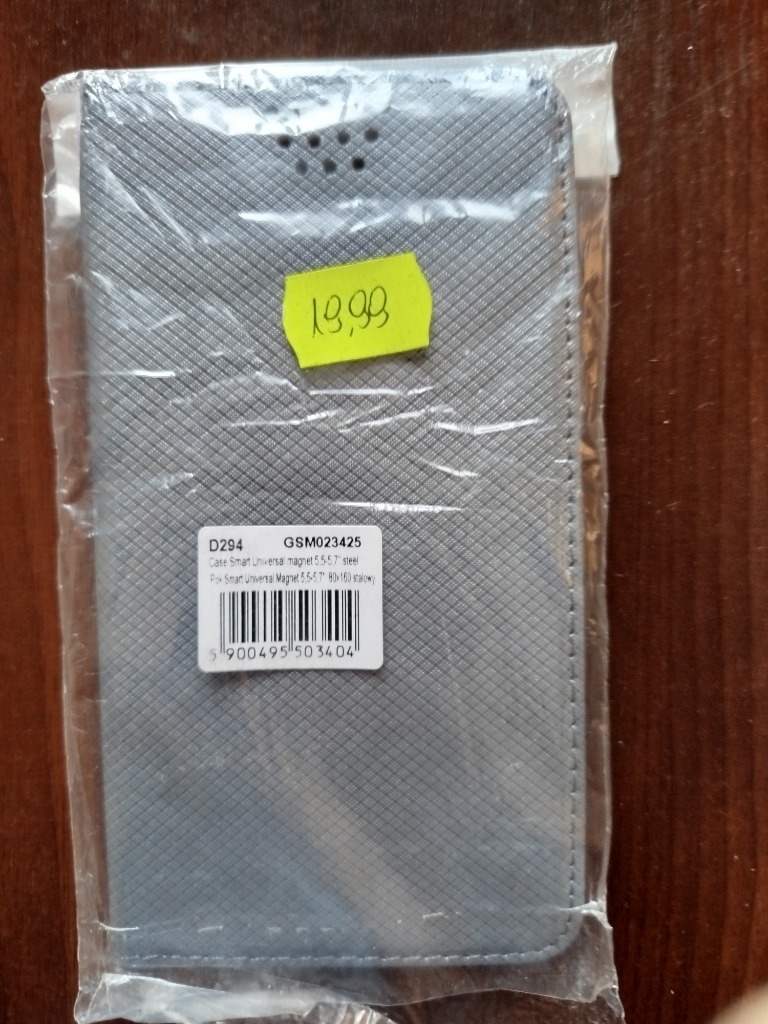 19,99
D294 GSM023425
Case Smart Universal magnet 5,5-5,7" steel
Pok Smart Universal Magnet 5,5-5,7" 80x160 stalowy
5 900495 503404